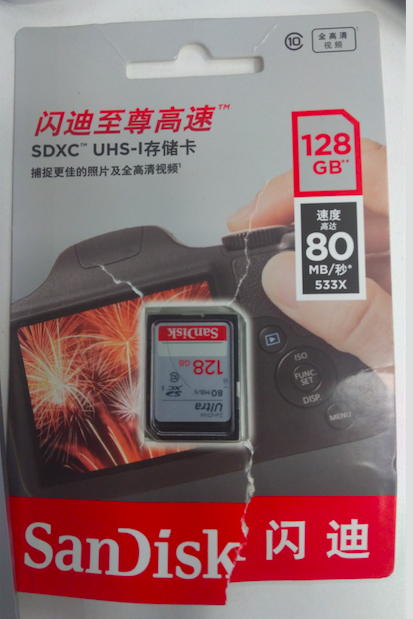 10
全高清
视频
闪迪至尊高速™
SDXC™ UHS-I存储卡
捕捉更佳的照片及全高清视频¹
128
GB**
速度
高达
80
MB/秒*
533X
ISO
FUNC.
SET
DISP.
MENU
SanDisk
Ultra
80 MB/s
10
XC I
128 GB
SanDisk
SanDisk 闪迪